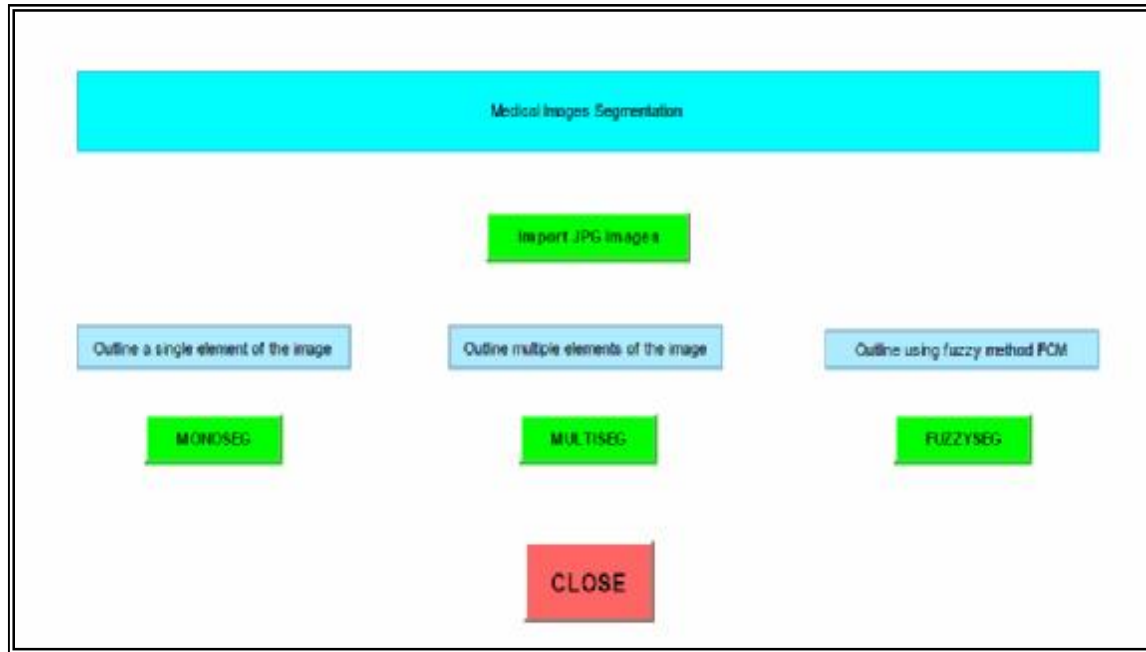 Medical Images Segmentation
Import JPG images
Outline a single element of the image
Outline multiple elements of the image
Outline using fuzzy method FCM
MONOSEG
MULTISEG
FUZZYSEG
CLOSE